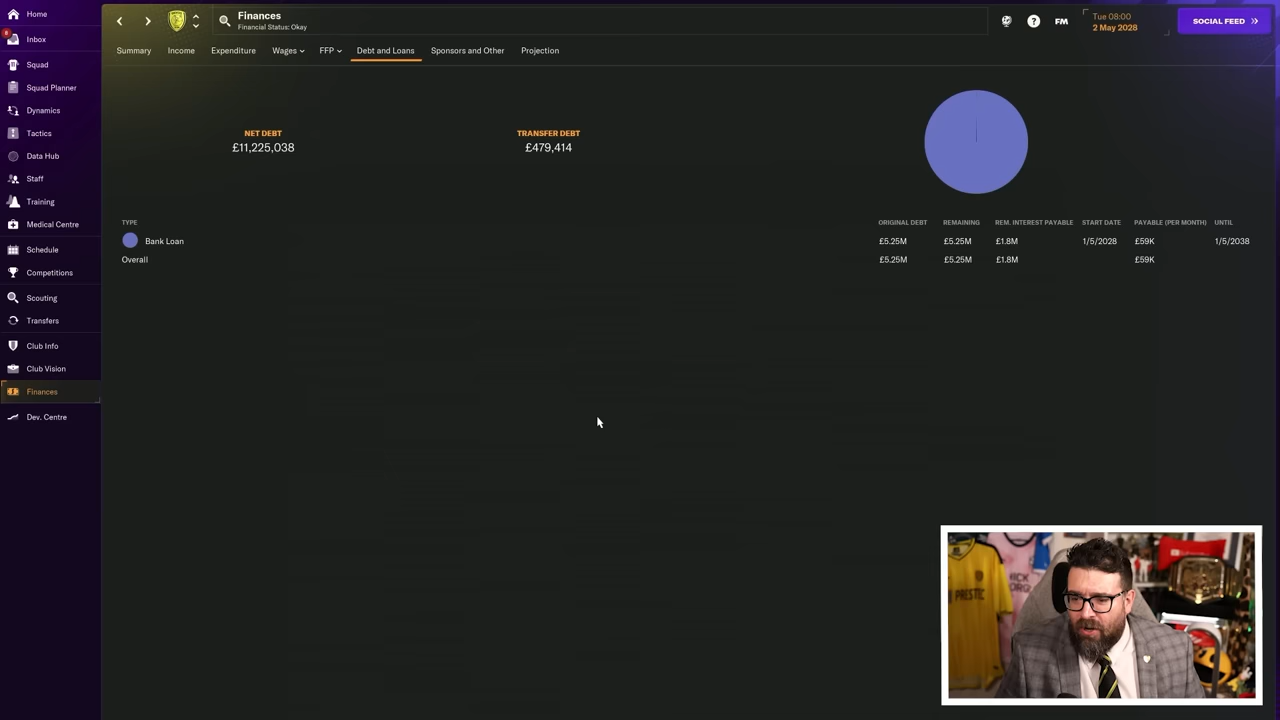 Home
6
Inbox
Squad
Squad Planner
Dynamics
Tactics
Data Hub
Staff
Training
Medical Centre
Schedule
Competitions
Scouting
Transfers
Club Info
Club Vision
Finances
Dev. Centre
Finances
Financial Status: Okay
?
FM
Tue 08:00
2 May 2028
SOCIAL FEED
Summary Income Expenditure Wages FFP Debt and Loans Sponsors and Other Projection
NET DEBT
£11,225,038
TRANSFER DEBT
£479,414
TYPE ORIGINAL DEBT REMAINING REM. INTEREST PAYABLE START DATE PAYABLE (PER MONTH) UNTIL
Bank Loan £5.25M £5.25M £1.8M 1/5/2028 £59K 1/5/2038
Overall £5.25M £5.25M £1.8M £59K
PRESTEC